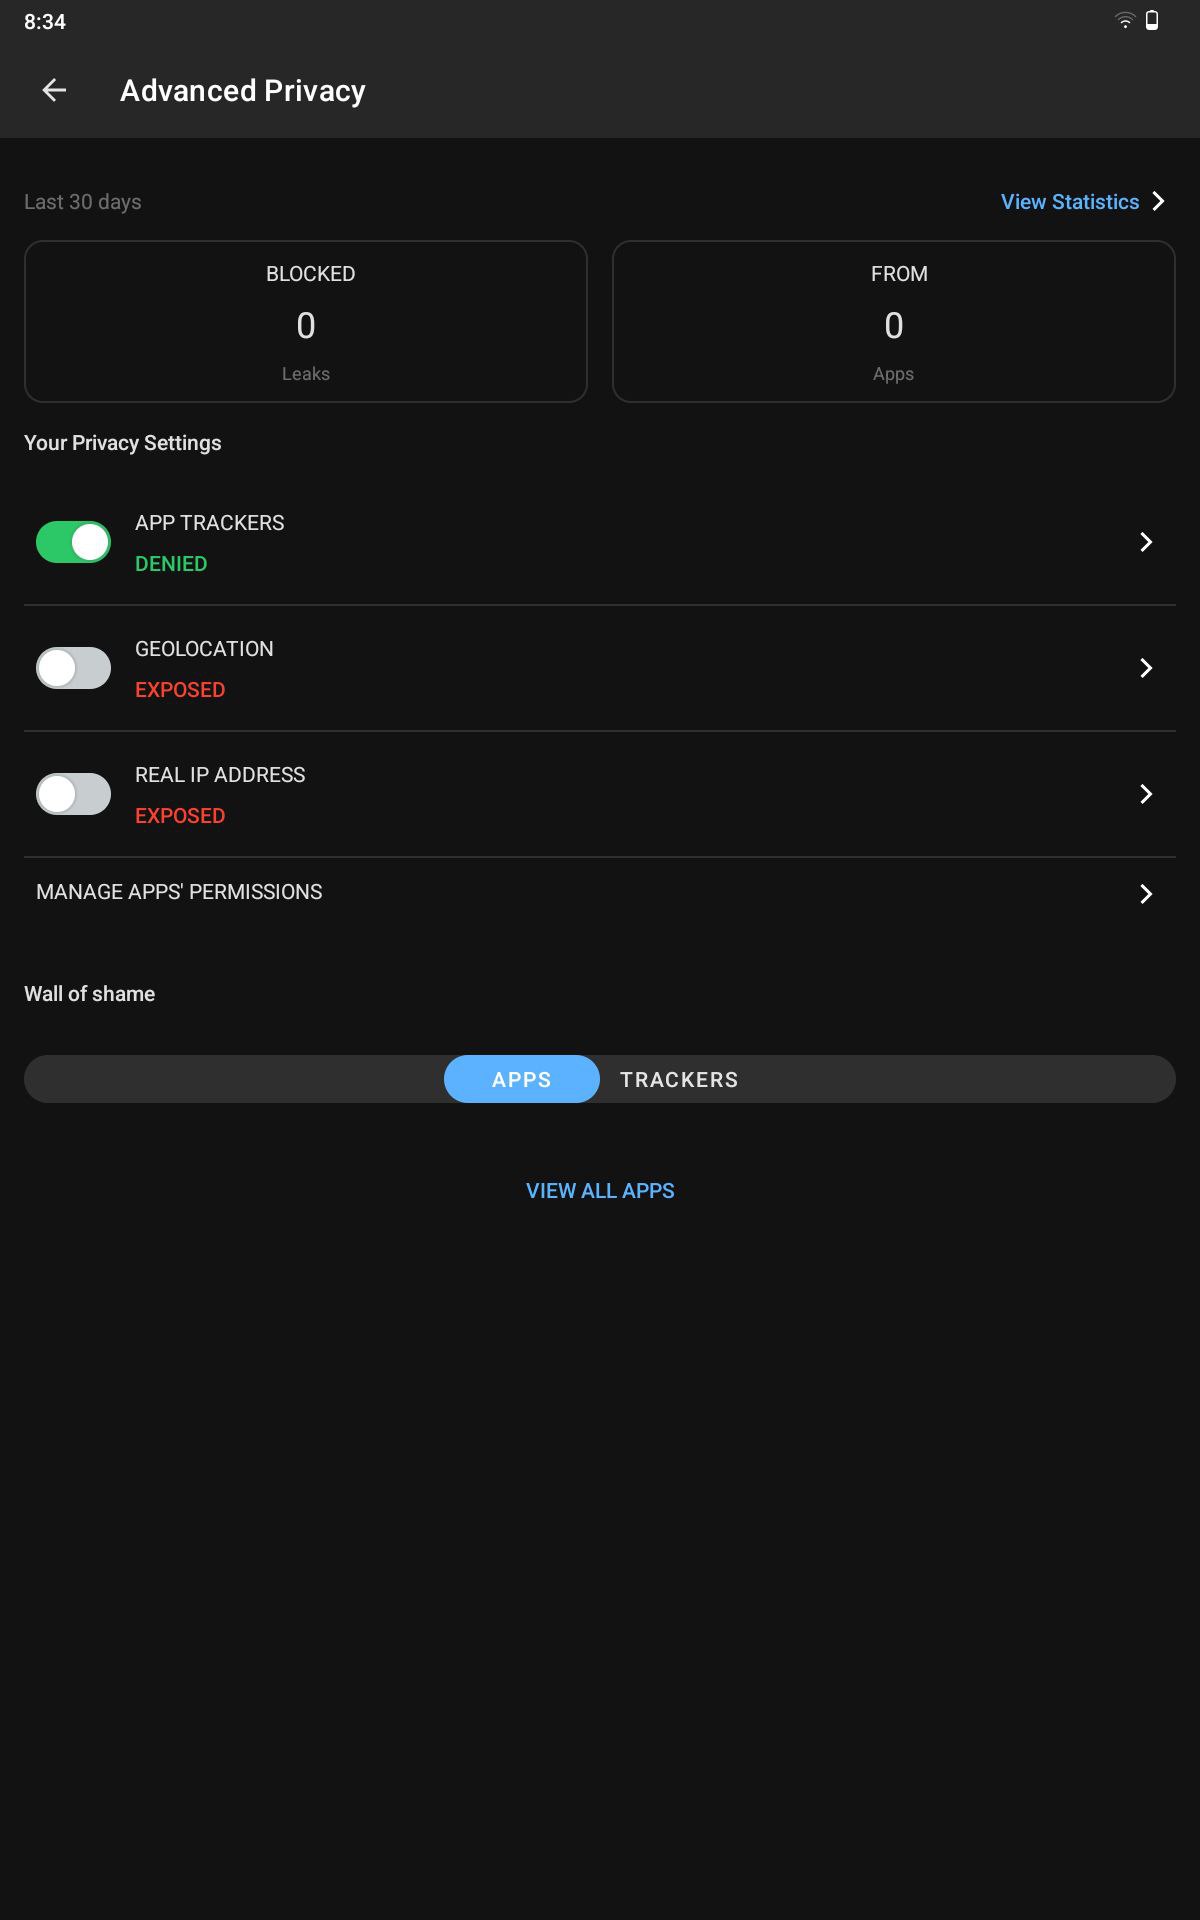 8:34
Advanced Privacy
Last 30 days
View Statistics
BLOCKED
0
Leaks
FROM
0
Apps
Your Privacy Settings
APP TRACKERS
DENIED
GEOLOCATION
EXPOSED
REAL IP ADDRESS
EXPOSED
MANAGE APPS' PERMISSIONS
Wall of shame
APPS
TRACKERS
VIEW ALL APPS